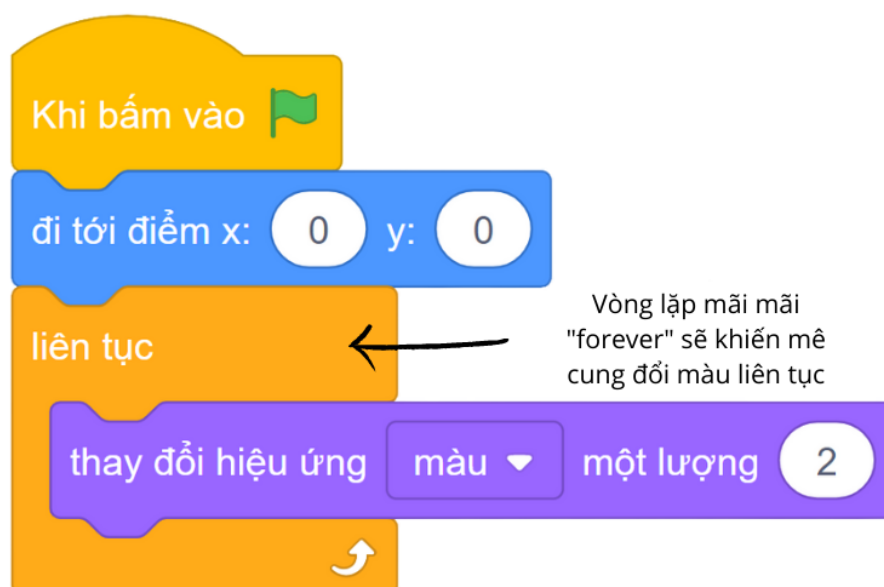 Khi bấm vào
đi tới điểm x: 0 y: 0
liên tục
Vòng lặp mãi mãi
"forever" sẽ khiến mê
cung đổi màu liên tục
thay đổi hiệu ứng màu một lượng 2